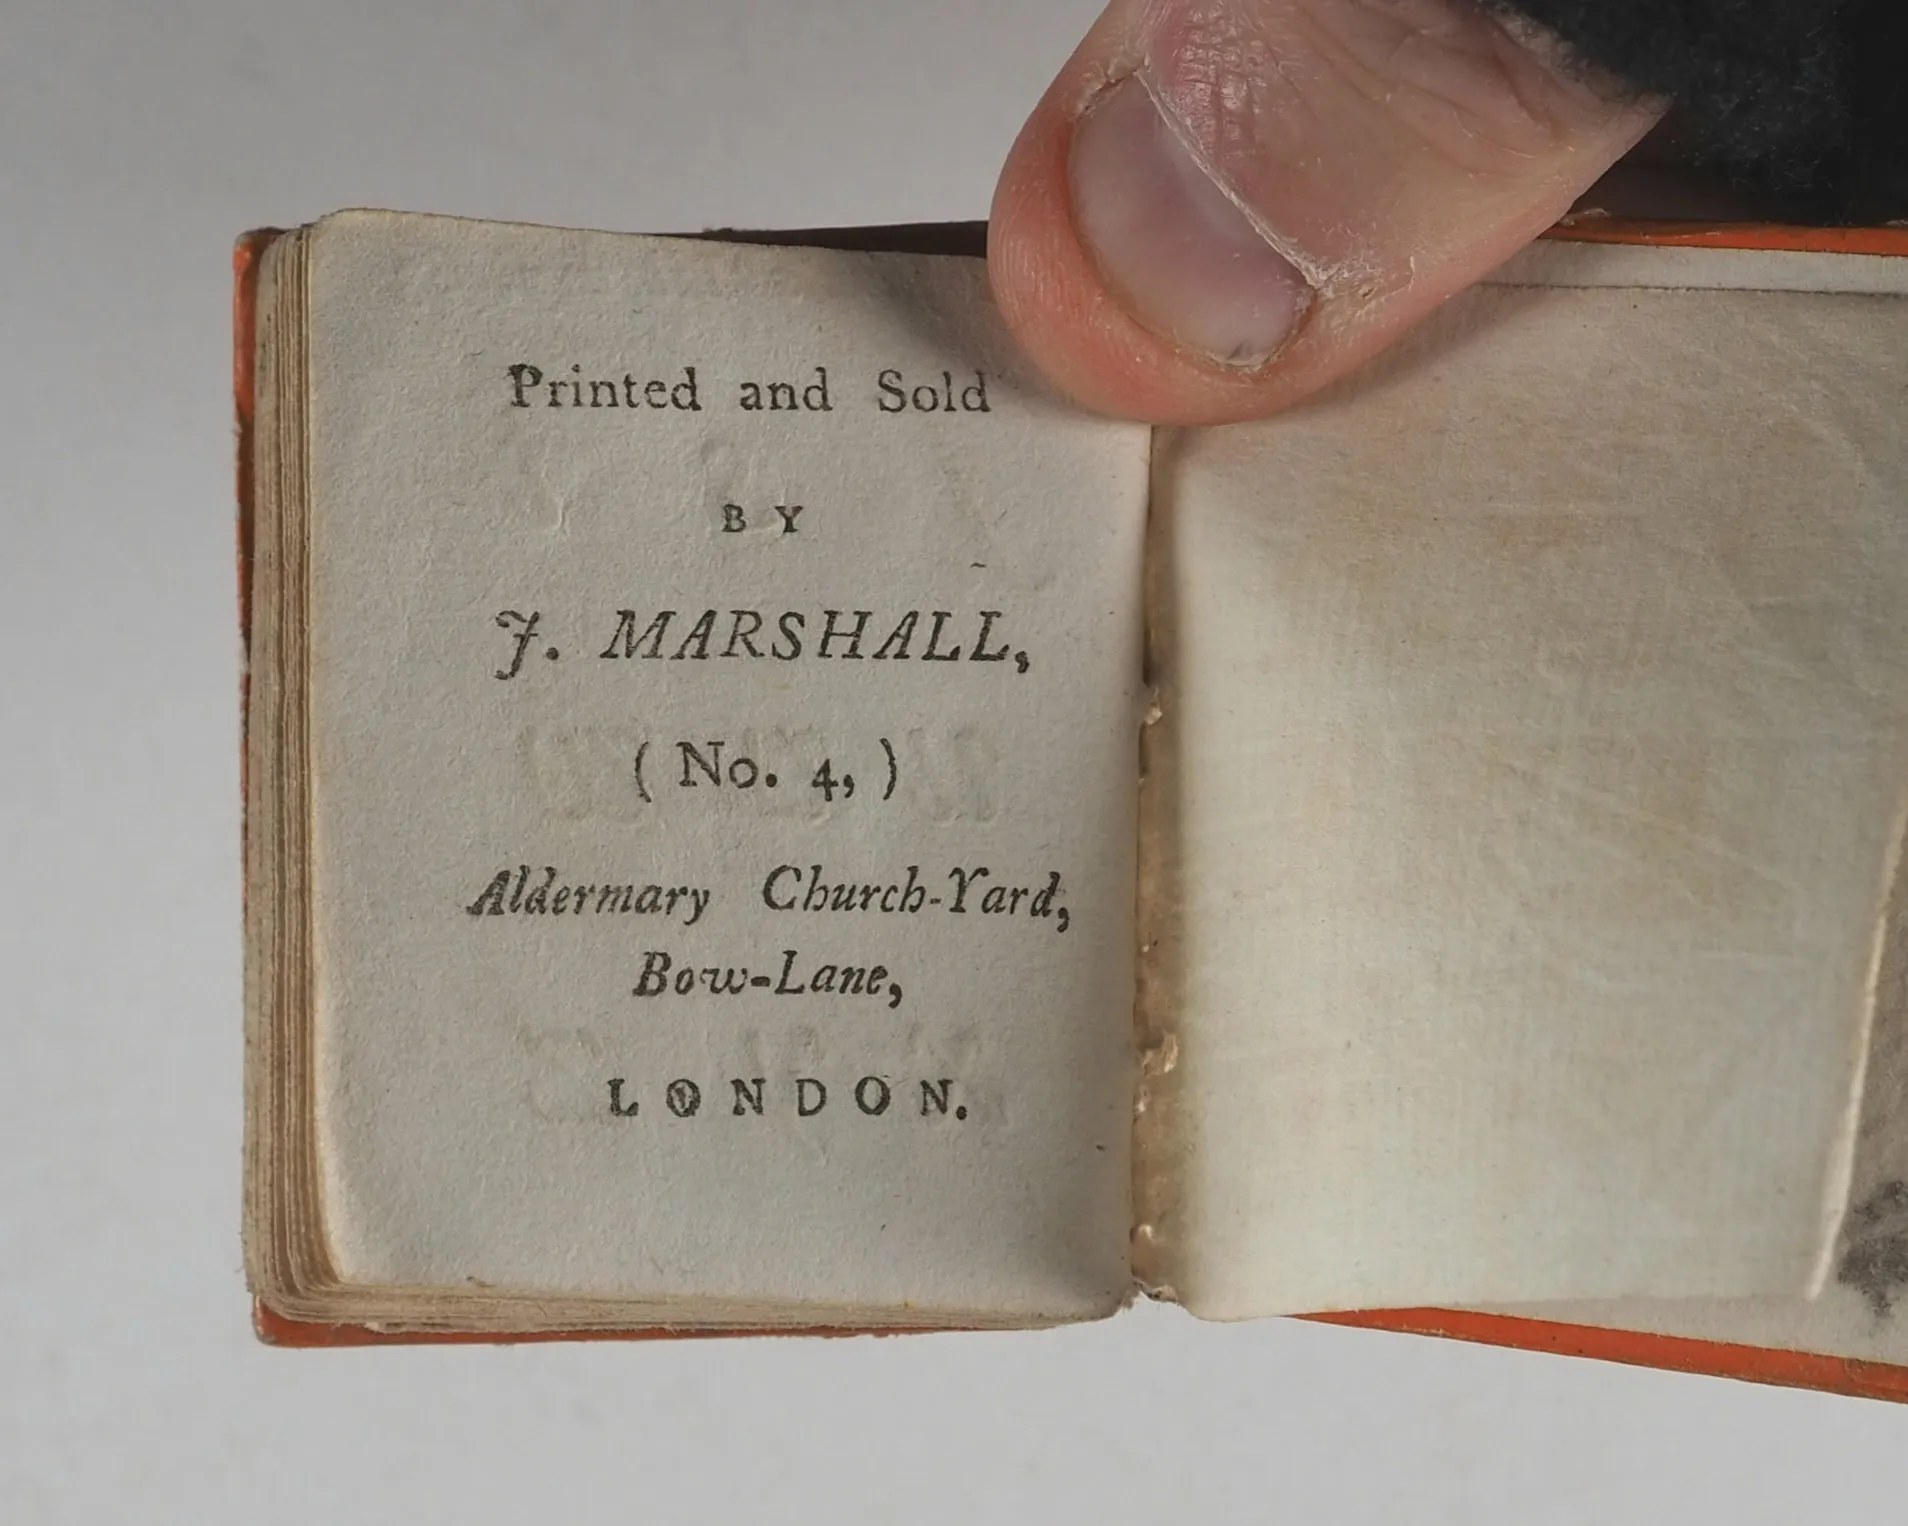 Printed and Sold
BY
J. MARSHALL,
( No. 4, )
Aldermary Church-Yard,
Bow-Lane,
LONDON.